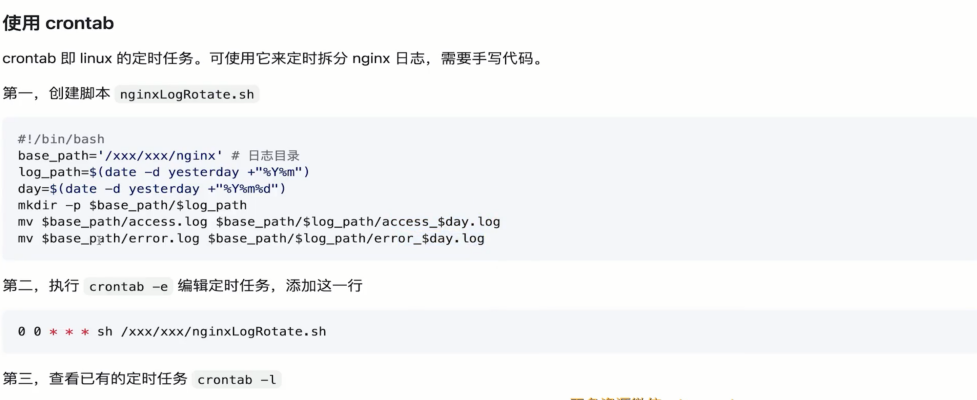 使用 crontab
crontab 即 linux 的定时任务。可使用它来定时拆分 nginx 日志，需要手写代码。
第一，创建脚本 nginxLogRotate.sh
#!/bin/bash
base_path='/xxx/xxx/nginx' # 日志目录
log_path=$(date -d yesterday +"%Y%m")
day=$(date -d yesterday +"%Y%m%d")
mkdir -p $base_path/$log_path
mv $base_path/access.log $base_path/$log_path/access_$day.log
mv $base_path/error.log $base_path/$log_path/error_$day.log
第二，执行 crontab -e 编辑定时任务，添加这一行
0 0 * * * sh /xxx/xxx/nginxLogRotate.sh
第三，查看已有的定时任务 crontab -l